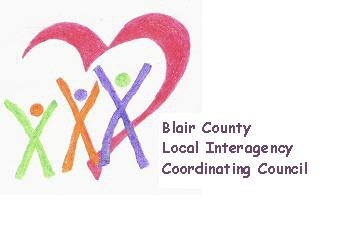 Blair County
Local Interagency
Coordinating Council